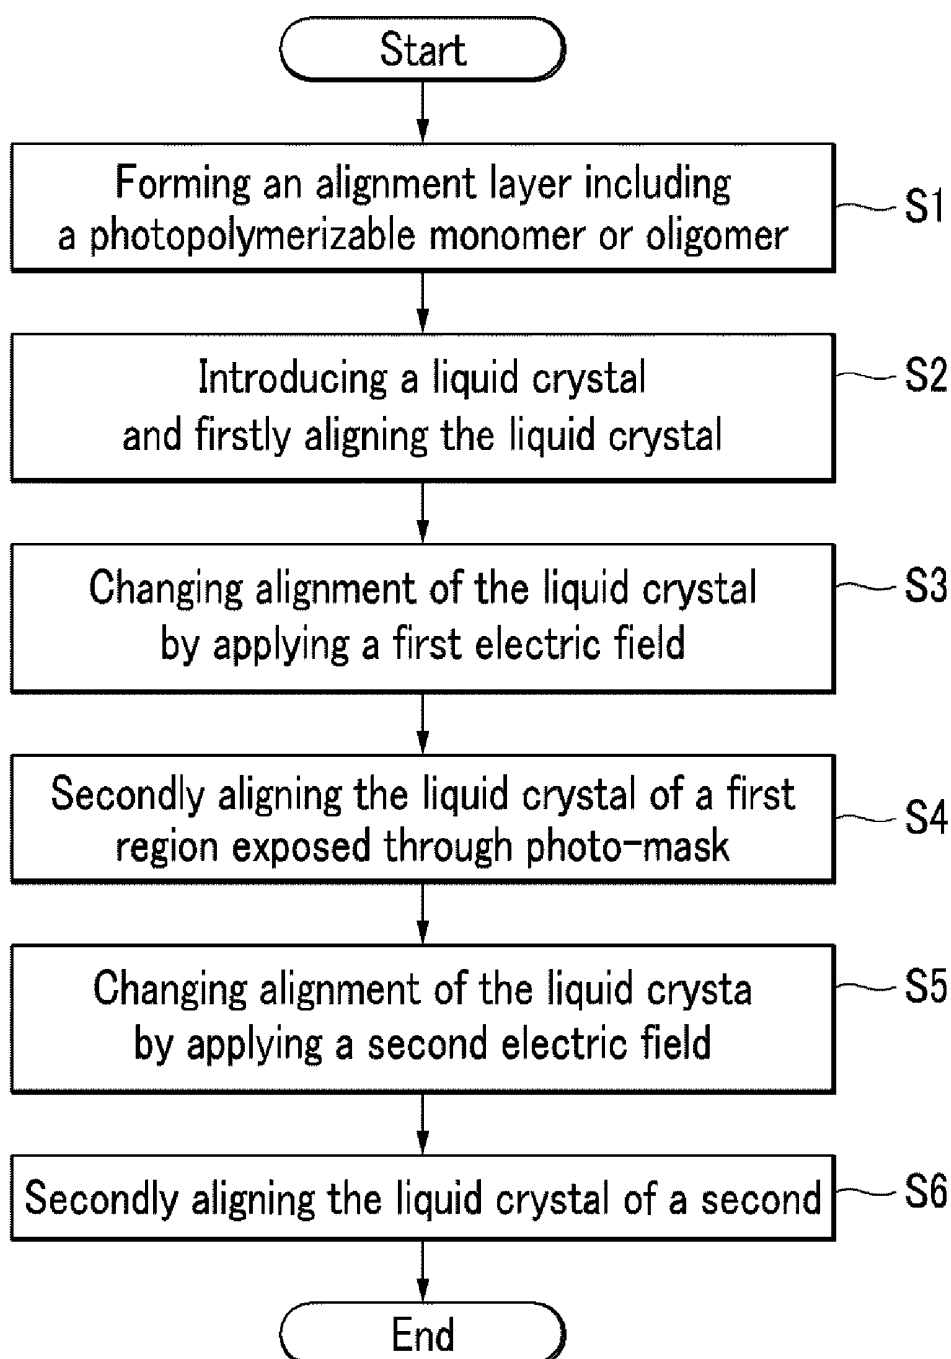 Start
Forming an alignment layer including
a photopolymerizable monomer or oligomer
S1
Introducing a liquid crystal
and firstly aligning the liquid crystal
S2
Changing alignment of the liquid crystal
by applying a first electric field
S3
Secondly aligning the liquid crystal of a first
region exposed through photo-mask
S4
Changing alignment of the liquid crysta
by applying a second electric field
S5
Secondly aligning the liquid crystal of a second
S6
End